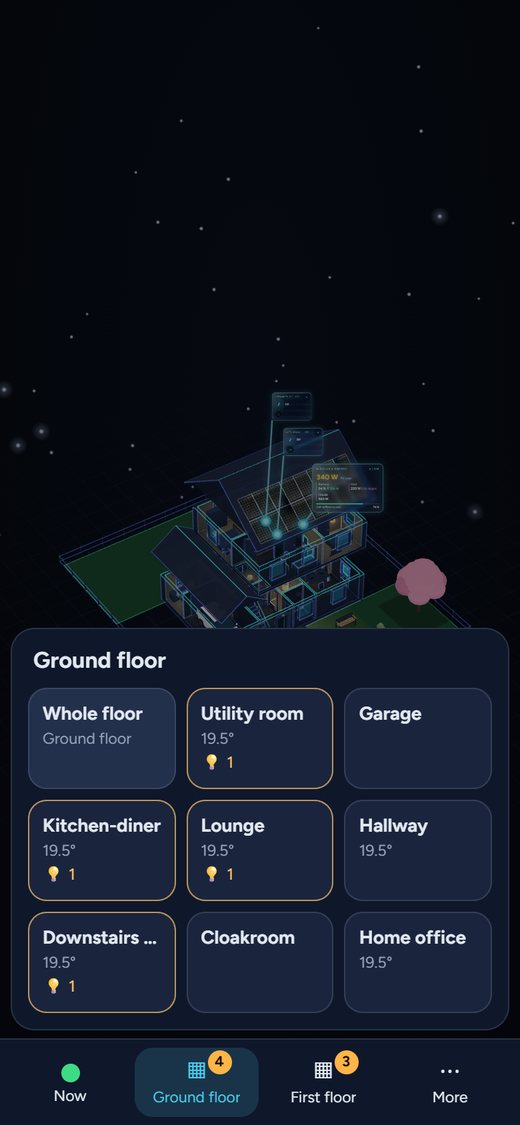 340 W
Ground floor
Whole floor
Ground floor
Utility room
19.5°
1
Garage
Kitchen-diner
19.5°
1
Lounge
19.5°
1
Hallway
19.5°
Downstairs ...
19.5°
1
Cloakroom
Home office
19.5°
Now
4
Ground floor
3
First floor
More